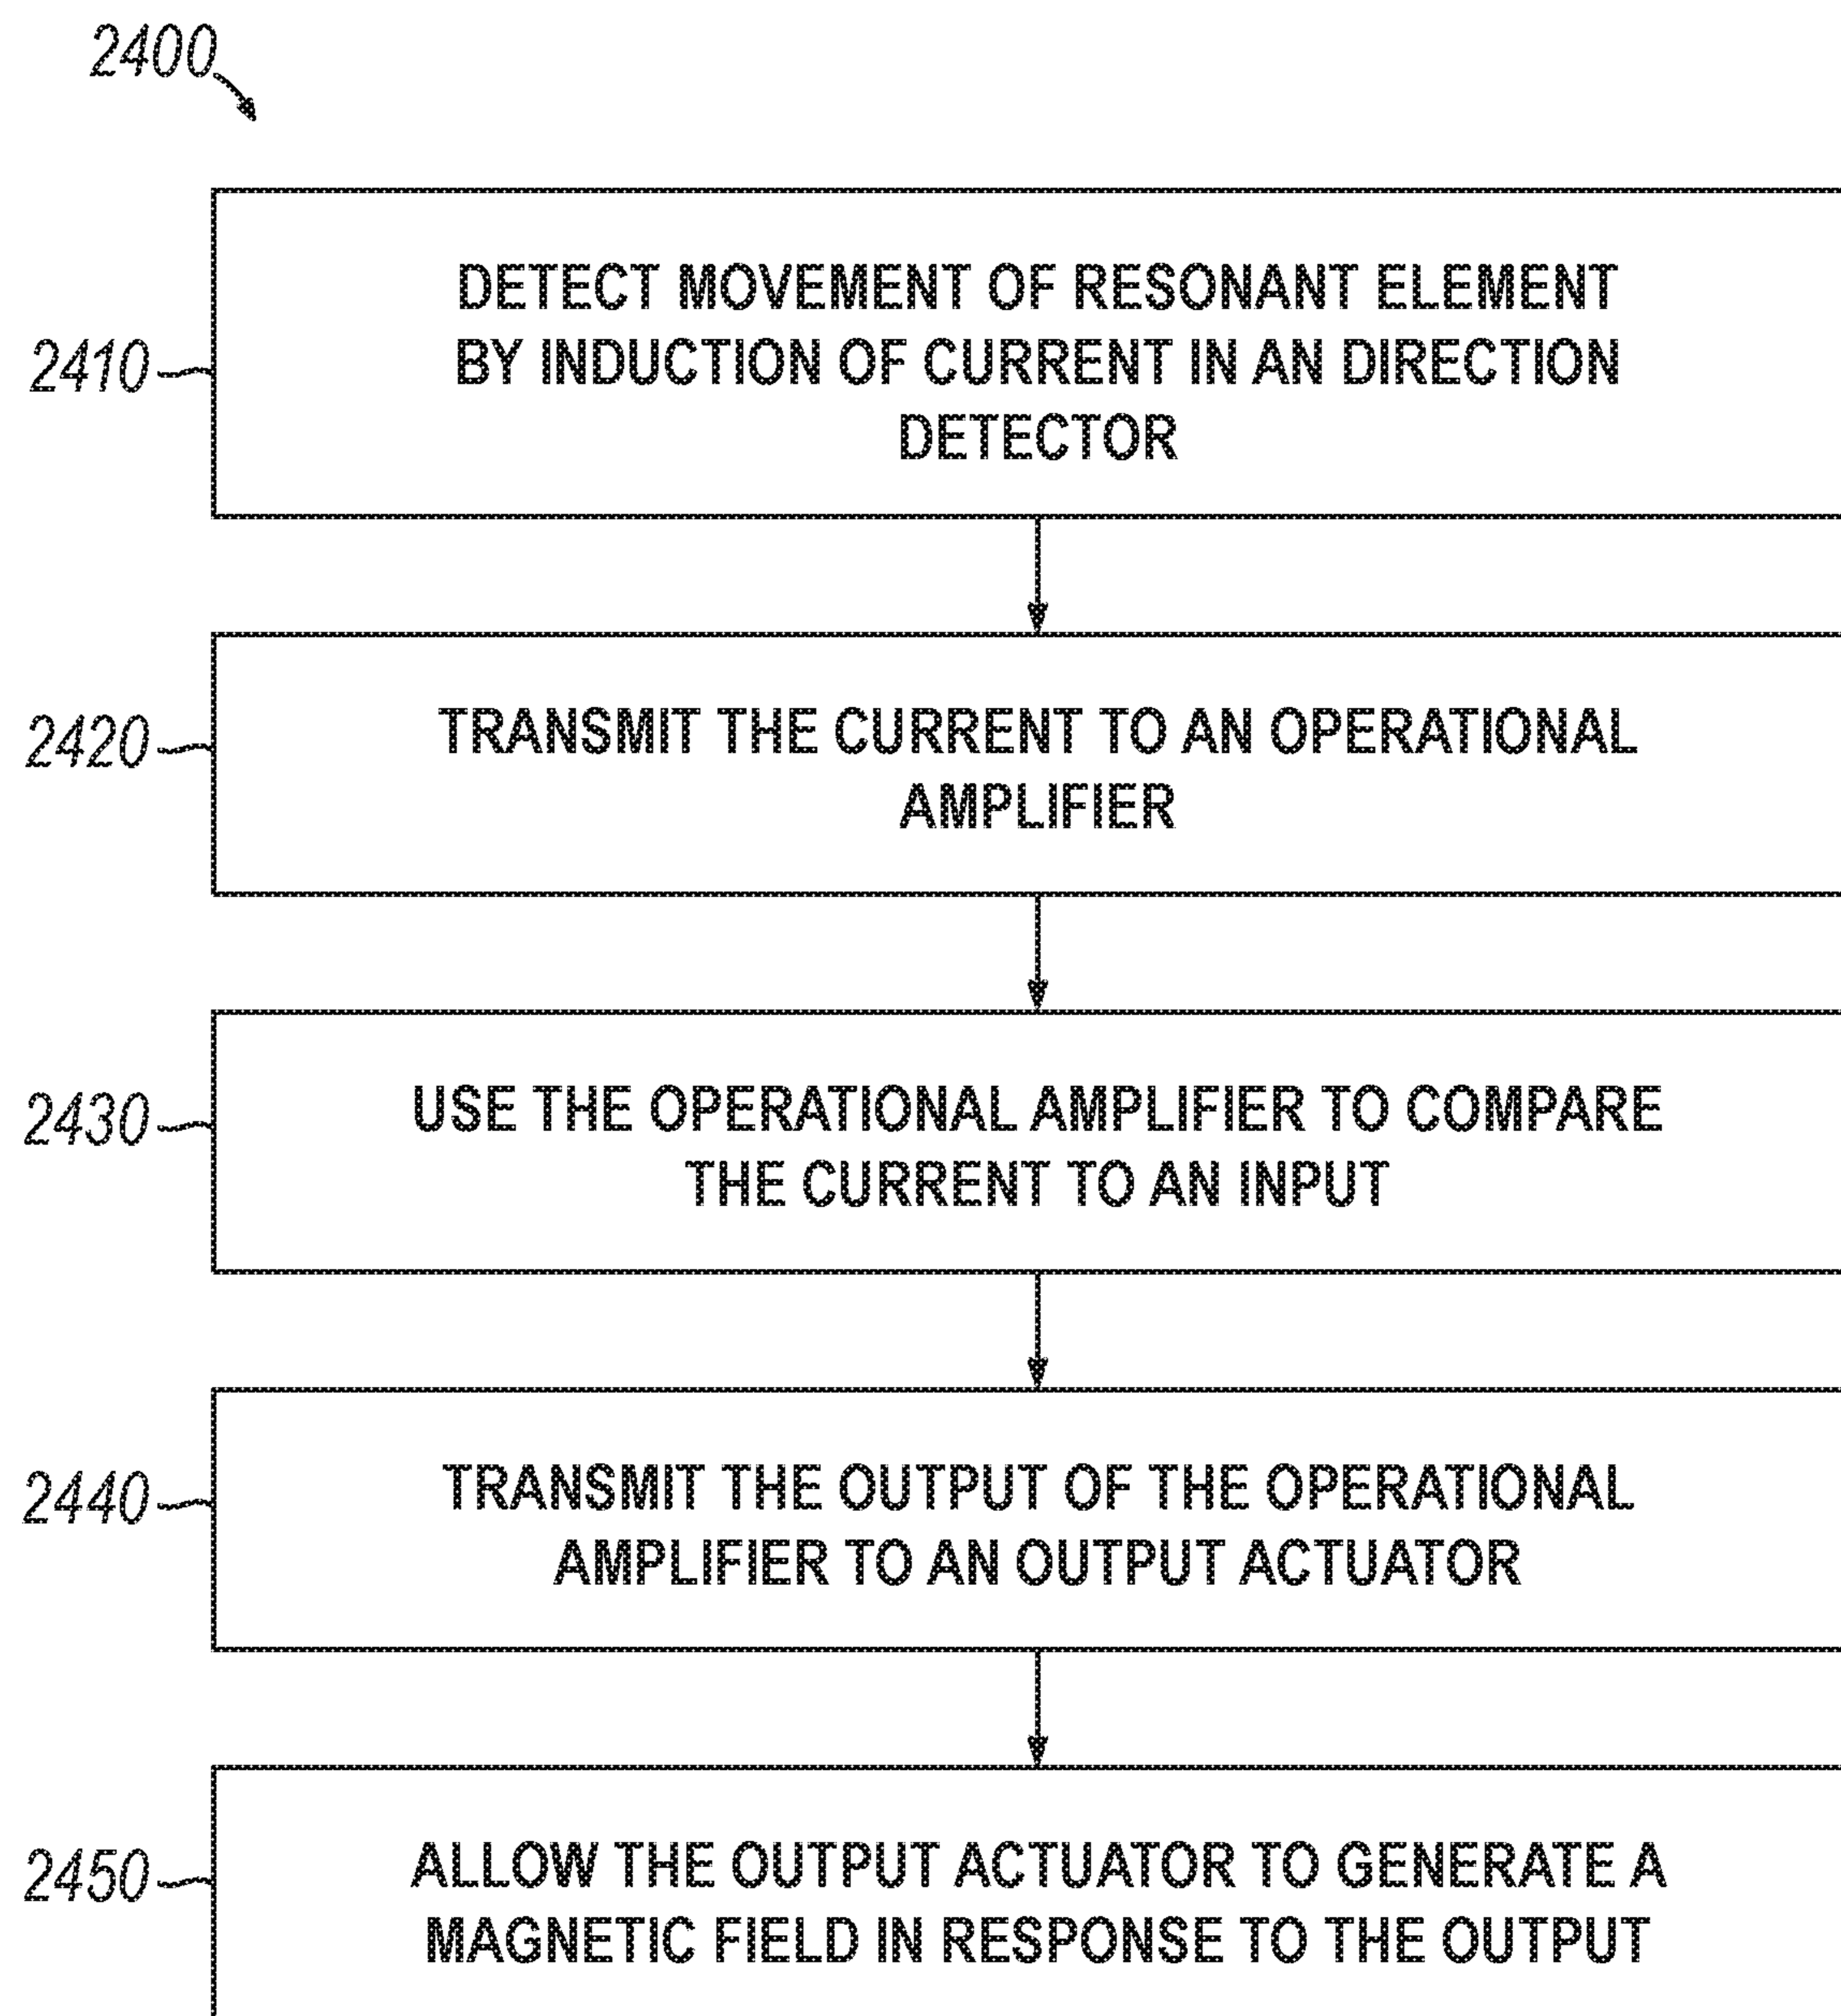 2400
2410
DETECT MOVEMENT OF RESONANT ELEMENT
BY INDUCTION OF CURRENT IN AN DIRECTION
DETECTOR
2420
TRANSMIT THE CURRENT TO AN OPERATIONAL
AMPLIFIER
2430
USE THE OPERATIONAL AMPLIFIER TO COMPARE
THE CURRENT TO AN INPUT
2440
TRANSMIT THE OUTPUT OF THE OPERATIONAL
AMPLIFIER TO AN OUTPUT ACTUATOR
2450
ALLOW THE OUTPUT ACTUATOR TO GENERATE A
MAGNETIC FIELD IN RESPONSE TO THE OUTPUT